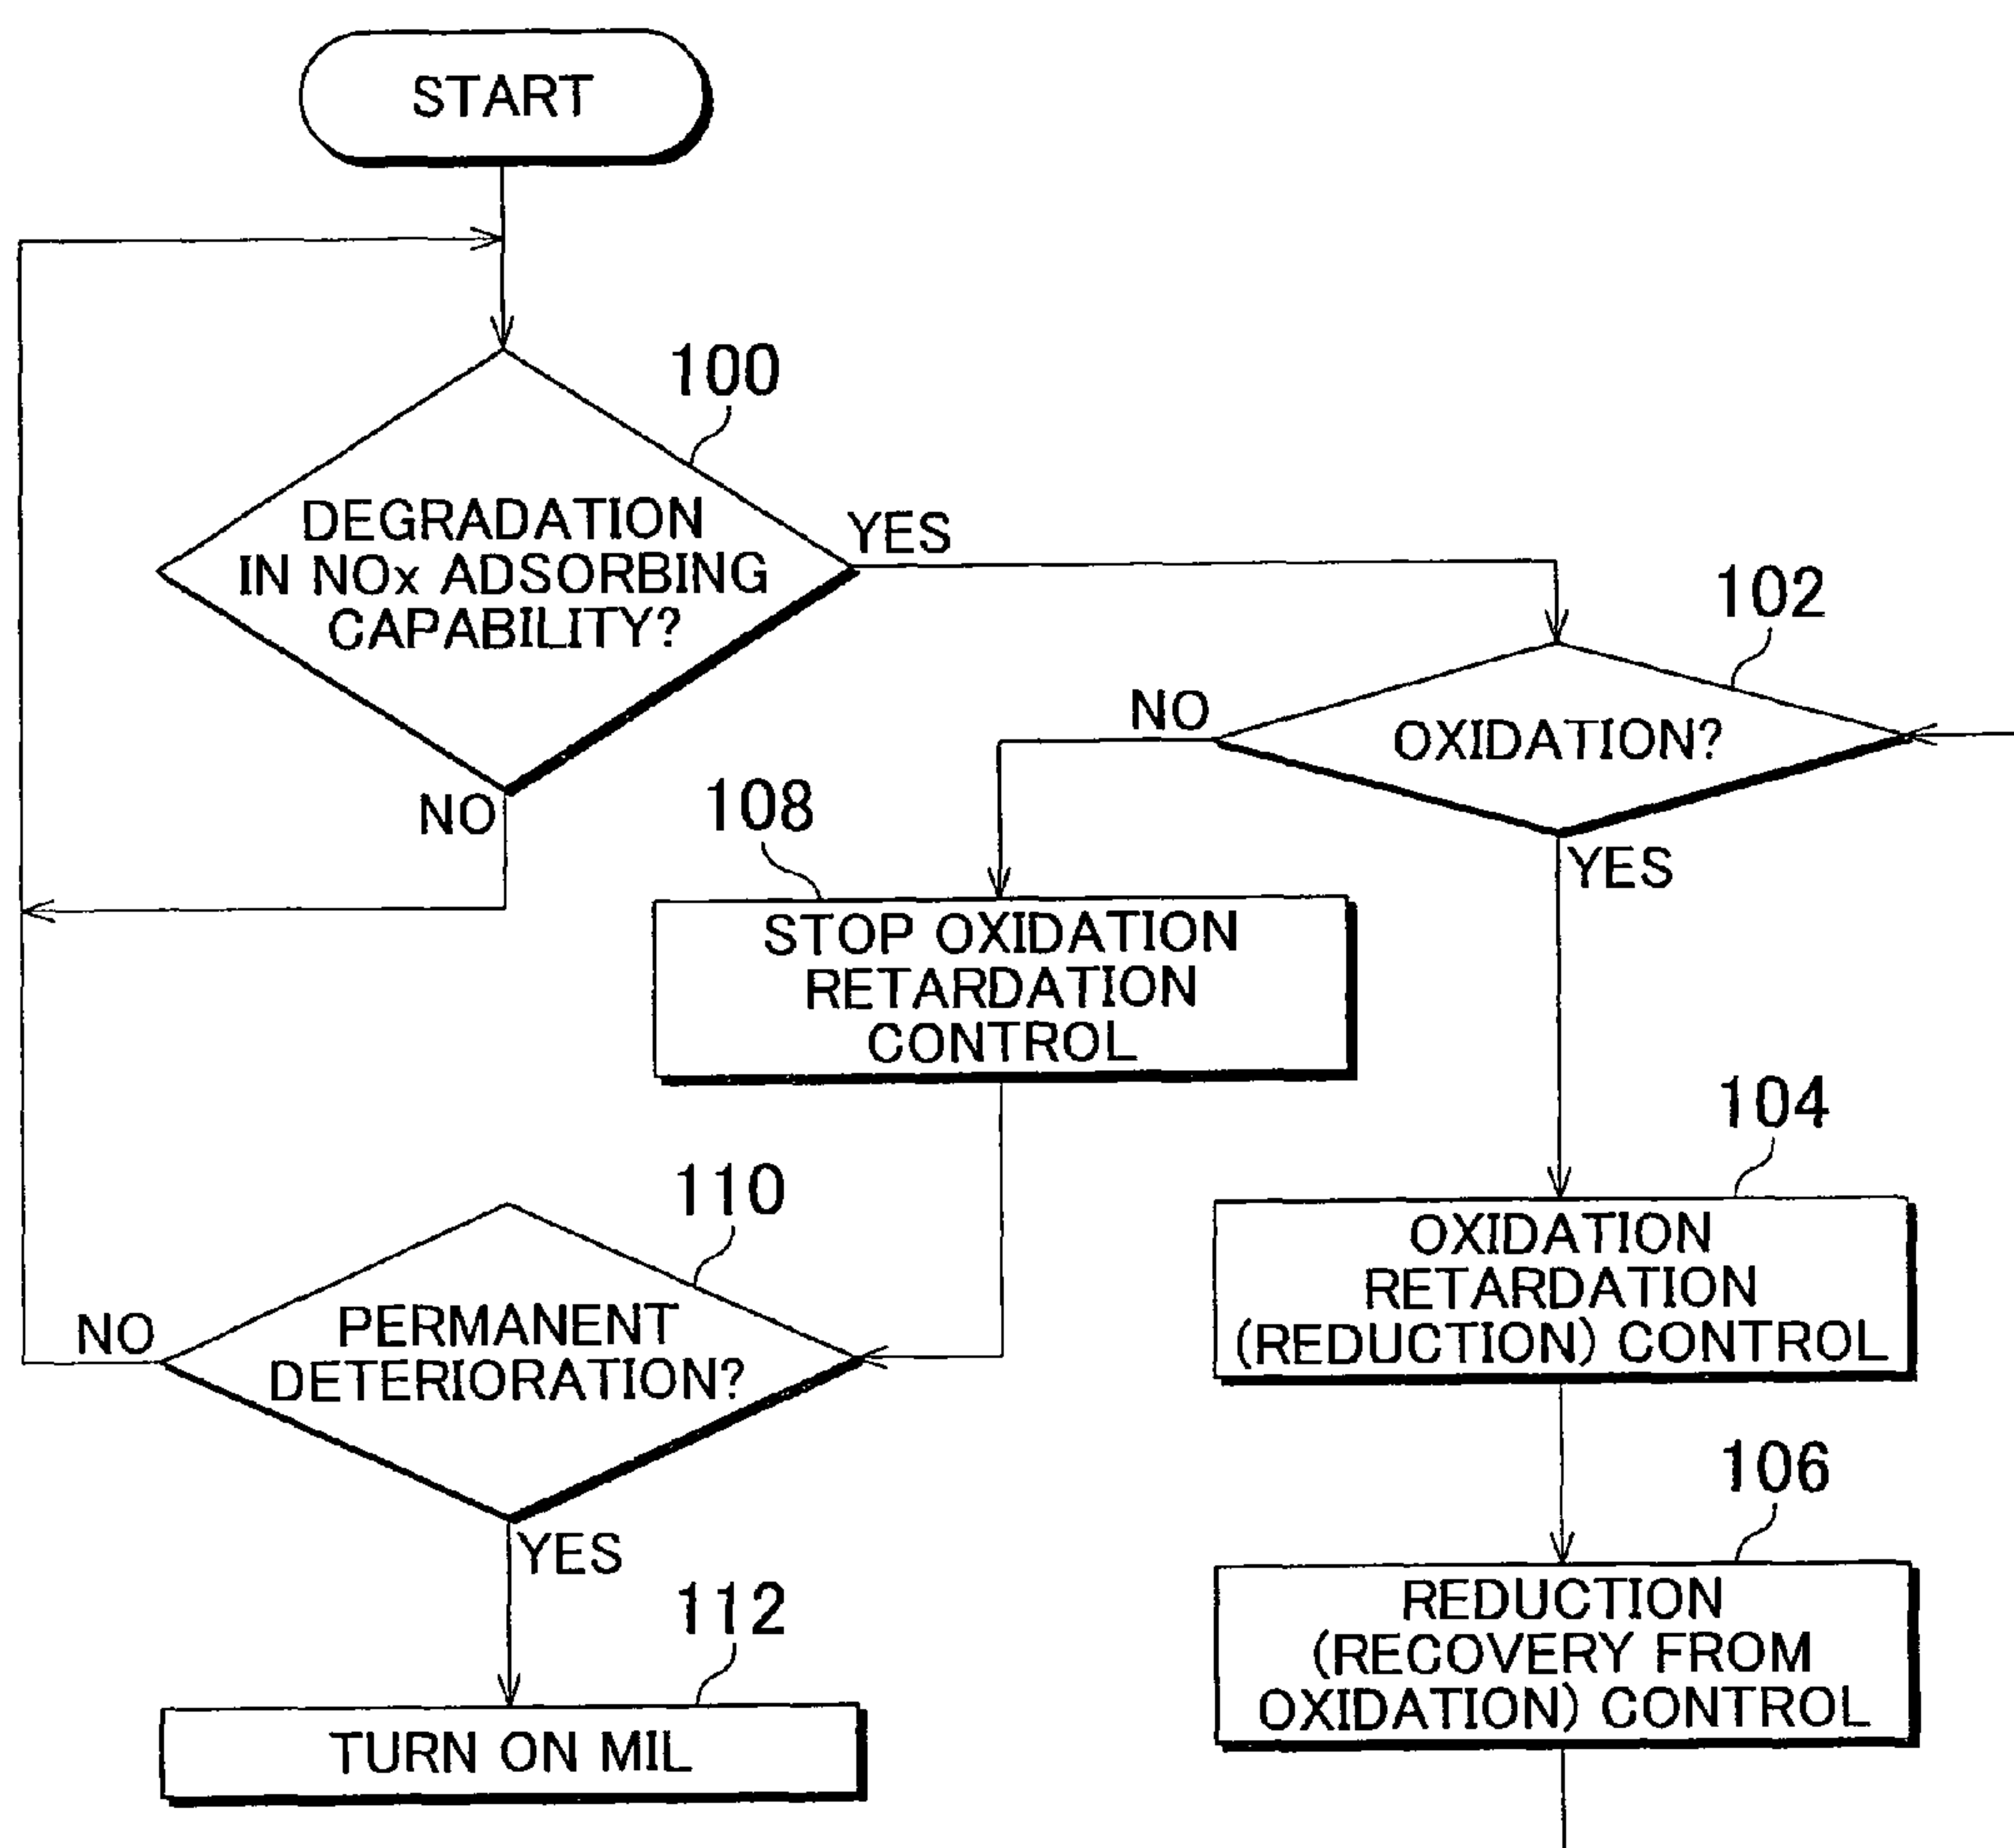 START
100
DEGRADATION
IN NOx ADSORBING
CAPABILITY?
YES
NO
102
OXIDATION?
NO
YES
108
STOP OXIDATION
RETARDATION
CONTROL
104
OXIDATION
RETARDATION
(REDUCTION) CONTROL
110
PERMANENT
DETERIORATION?
NO
YES
106
REDUCTION
(RECOVERY FROM
OXIDATION) CONTROL
112
TURN ON MIL